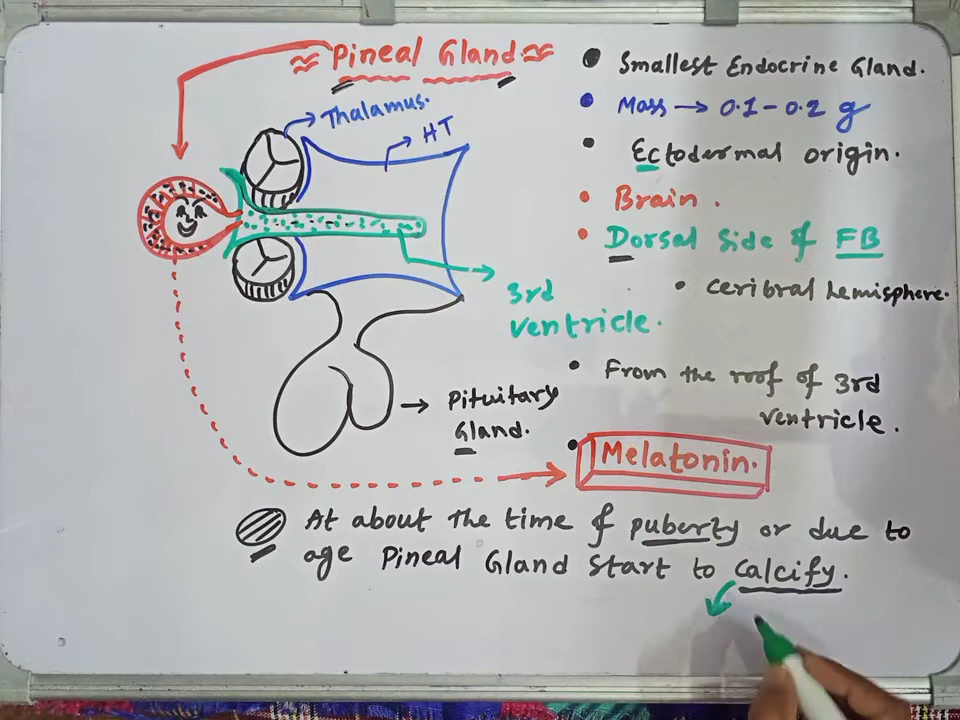 ≈ Pineal Gland ≈
• Smallest Endocrine Gland.
Thalamus.
• Mass → 0.1 - 0.2 g
HT
• Ectodermal origin.
• Brain.
• Dorsal side of FB
• Ceribral hemisphere.
3rd
ventricle.
• From the roof of 3rd
ventricle.
→ Pituitary
Gland.
• Melatonin.
At about the time of puberty or due to
age Pineal Gland start to Calcify.